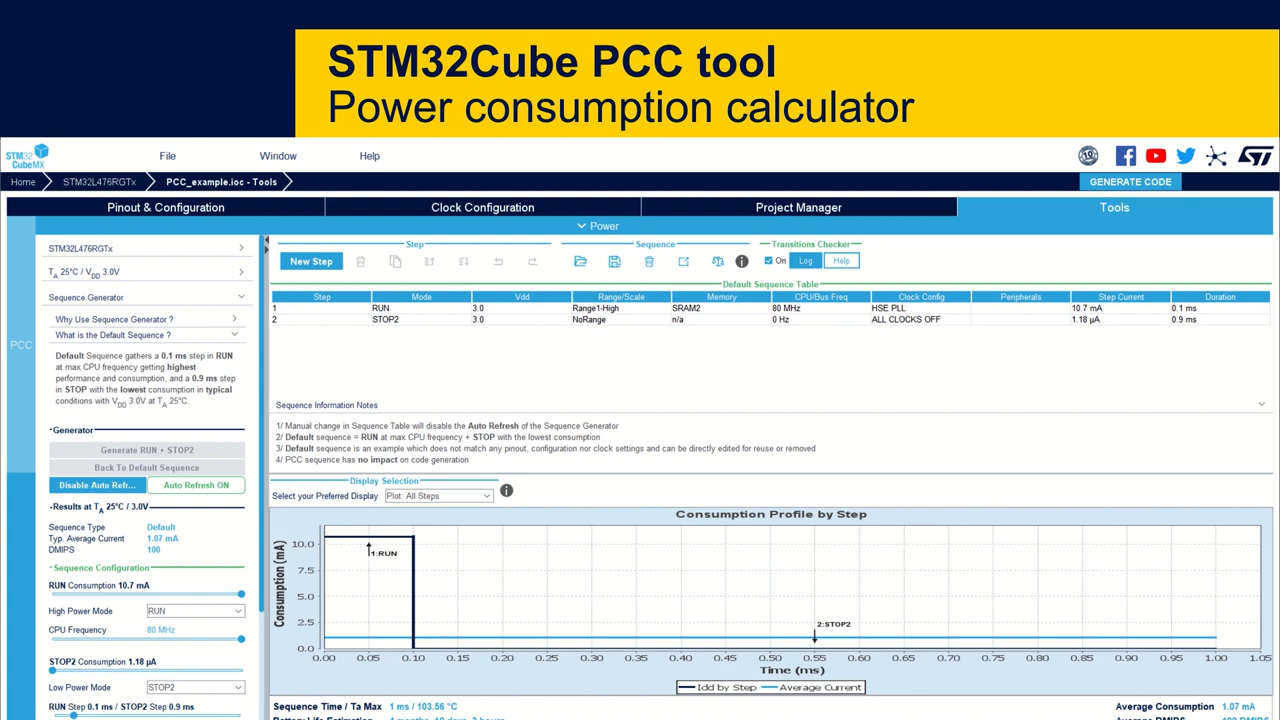 STM32Cube PCC tool
Power consumption calculator
STM32 CubeMX
File Window Help
10
ST
Home STM32L476RGTx PCC_example.ioc - Tools GENERATE CODE
Pinout & Configuration Clock Configuration Project Manager Tools
Power
PCC
STM32L476RGTx
TA 25°C / VDD 3.0V
Sequence Generator
Why Use Sequence Generator ?
What is the Default Sequence ?
Default Sequence gathers a 0.1 ms step in RUN
at max CPU frequency getting highest
performance and consumption, and a 0.9 ms step
in STOP with the lowest consumption in typical
conditions with VDD 3.0V at TA 25°C.
Generator
Generate RUN + STOP2
Back To Default Sequence
Disable Auto Refr... Auto Refresh ON
Results at TA 25°C / 3.0V
Sequence Type Default
Typ. Average Current 1.07 mA
DMIPS 100
Sequence Configuration
RUN Consumption 10.7 mA
High Power Mode RUN
CPU Frequency 80 MHz
STOP2 Consumption 1.18 µA
Low Power Mode STOP2
RUN Step 0.1 ms / STOP2 Step 0.9 ms
Step Sequence Transitions Checker
New Step On Log Help
Default Sequence Table
Step Mode Vdd Range/Scale Memory CPU/Bus Freq Clock Config Peripherals Step Current Duration
1 RUN 3.0 Range1-High SRAM2 80 MHz HSE PLL 10.7 mA 0.1 ms
2 STOP2 3.0 NoRange n/a 0 Hz ALL CLOCKS OFF 1.18 µA 0.9 ms
Sequence Information Notes
1/ Manual change in Sequence Table will disable the Auto Refresh of the Sequence Generator
2/ Default sequence = RUN at max CPU frequency + STOP with the lowest consumption
3/ Default sequence is an example which does not match any pinout, configuration nor clock settings and can be directly edited for reuse or removed
4/ PCC sequence has no impact on code generation
Display Selection
Select your Preferred Display Plot: All Steps
Consumption Profile by Step
Consumption (mA)
10.0
7.5
5.0
2.5
0.0
1:RUN
2:STOP2
0.00 0.05 0.10 0.15 0.20 0.25 0.30 0.35 0.40 0.45 0.50 0.55 0.60 0.65 0.70 0.75 0.80 0.85 0.90 0.95 1.00 1.05
Time (ms)
Idd by Step Average Current
Sequence Time / Ta Max 1 ms / 103.56 °C Average Consumption 1.07 mA